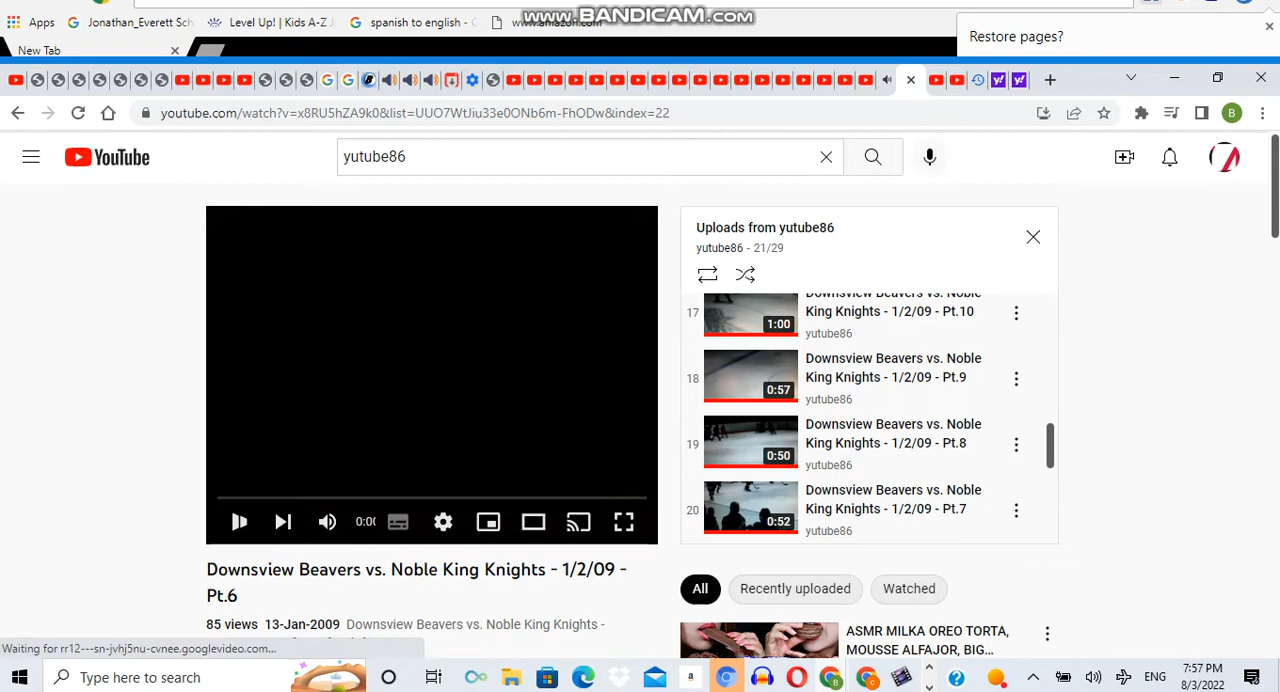 www.BANDICAM.com
Apps
Jonathan_Everett Sch
Level Up! | Kids A-Z
spanish to english -
www.amazon.com
Restore pages?
New Tab
youtube.com/watch?v=x8RU5hZA9k0&list=UUO7WtJiu33e0ONb6m-FhODw&index=22
B
YouTube
yutube86
Uploads from yutube86
yutube86 - 21/29
17
1:00
Downsview Beavers vs. Noble
King Knights - 1/2/09 - Pt.10
yutube86
18
0:57
Downsview Beavers vs. Noble
King Knights - 1/2/09 - Pt.9
yutube86
19
0:50
Downsview Beavers vs. Noble
King Knights - 1/2/09 - Pt.8
yutube86
20
0:52
Downsview Beavers vs. Noble
King Knights - 1/2/09 - Pt.7
yutube86
0:00
Downsview Beavers vs. Noble King Knights - 1/2/09 -
Pt.6
85 views 13-Jan-2009 Downsview Beavers vs. Noble King Knights -
All
Recently uploaded
Watched
ASMR MILKA OREO TORTA,
MOUSSE ALFAJOR, BIG...
Waiting for rr12---sn-jvhj5nu-cvnee.googlevideo.com...
Type here to search
ENG
7:57 PM
8/3/2022